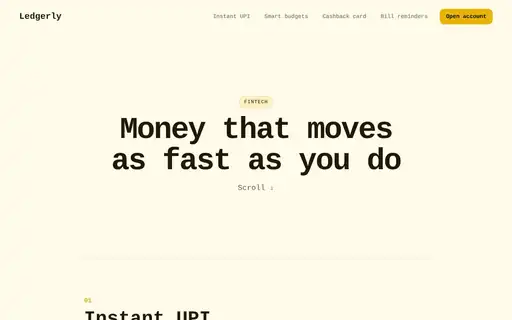 Ledgerly
Instant UPI Smart budgets Cashback card Bill reminders Open account
FINTECH
Money that moves
as fast as you do
Scroll ↓
01
Instant UPI